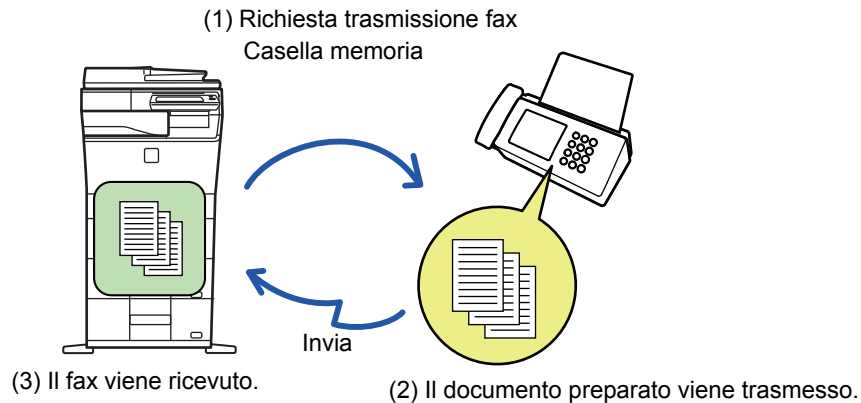 (1) Richiesta trasmissione fax
Casella memoria
Invia
(3) Il fax viene ricevuto.
(2) Il documento preparato viene trasmesso.